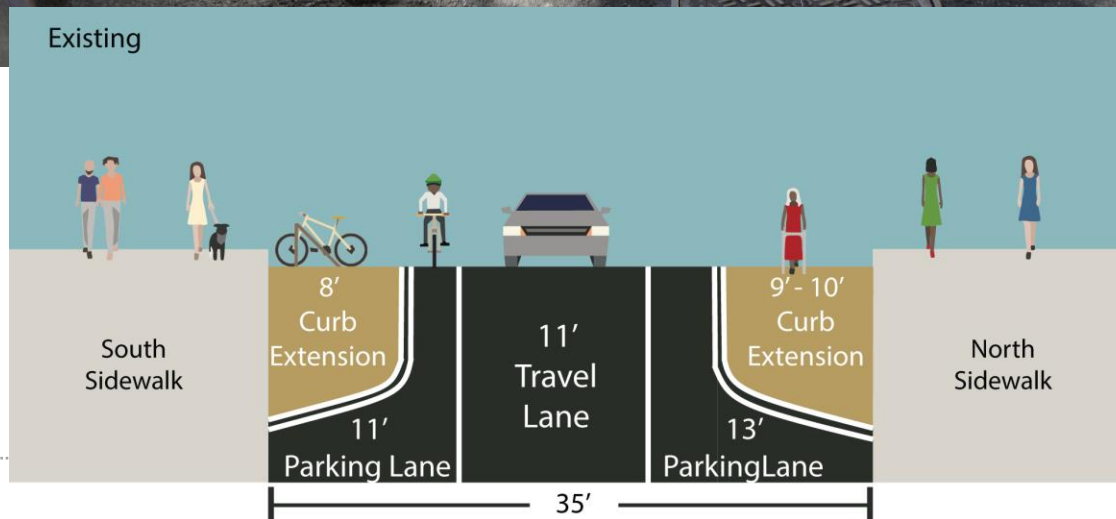 Existing
South
Sidewalk
8'
Curb
Extension
11'
Parking Lane
11'
Travel
Lane
9' - 10'
Curb
Extension
13'
ParkingLane
North
Sidewalk
35'